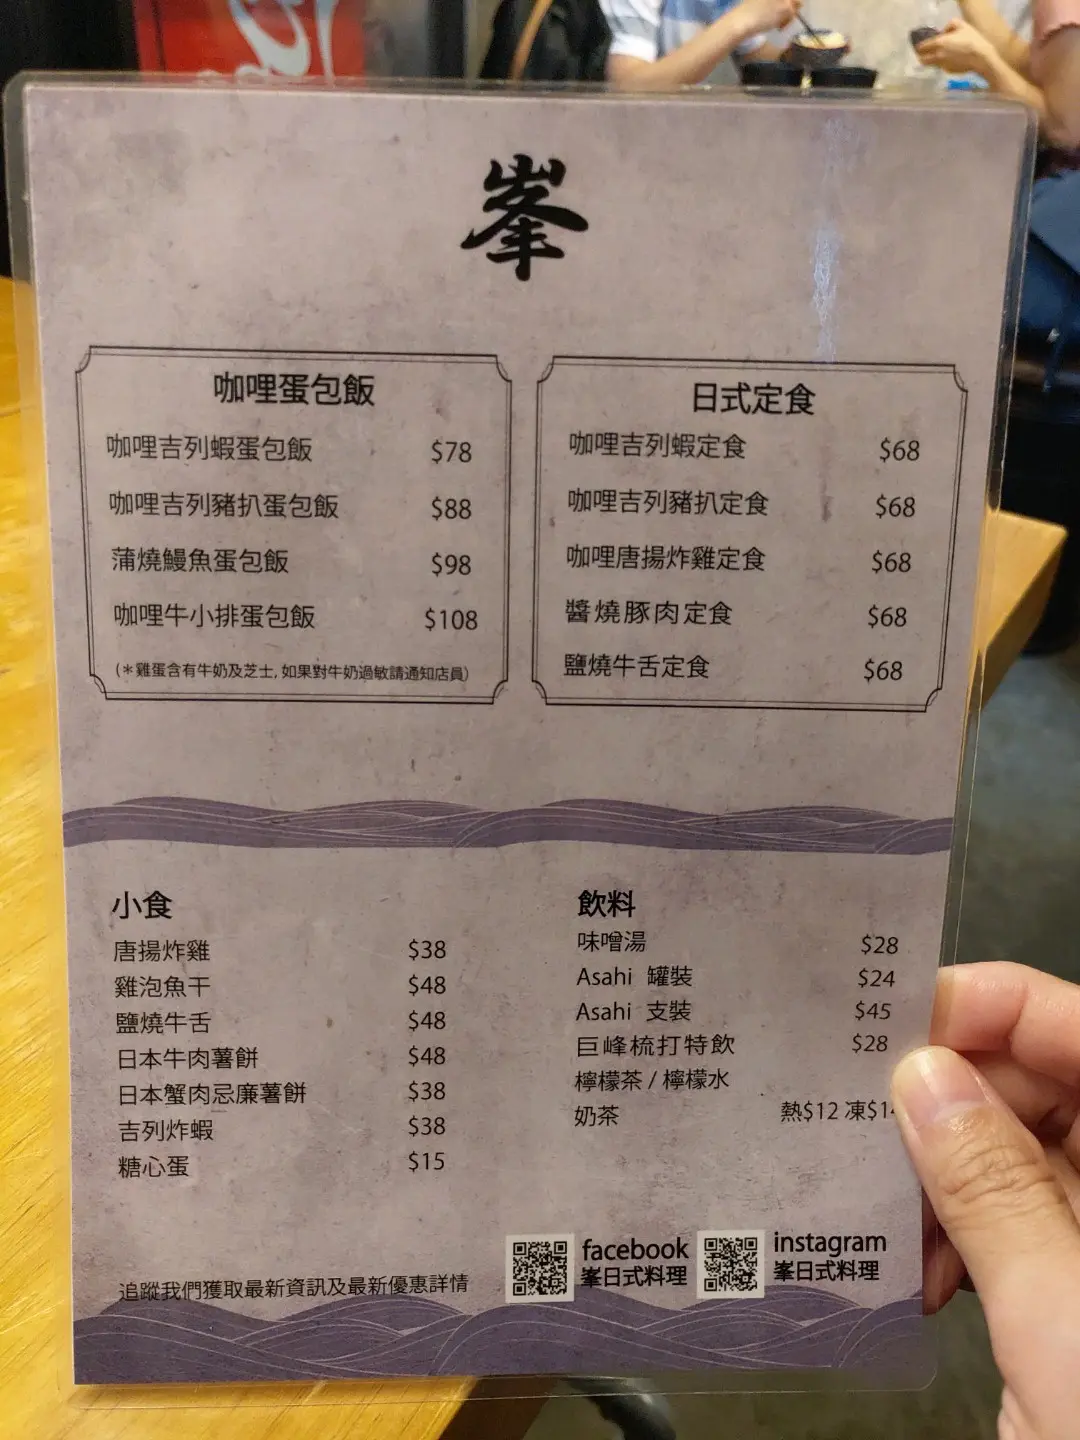 峯
咖哩蛋包飯
咖哩吉列蝦蛋包飯 $78
咖哩吉列豬扒蛋包飯 $88
蒲燒鰻魚蛋包飯 $98
咖哩牛小排蛋包飯 $108
(＊雞蛋含有牛奶及芝士, 如果對牛奶過敏請通知店員)
日式定食
咖哩吉列蝦定食 $68
咖哩吉列豬扒定食 $68
咖哩唐揚炸雞定食 $68
醬燒豚肉定食 $68
鹽燒牛舌定食 $68
小食
唐揚炸雞 $38
雞泡魚干 $48
鹽燒牛舌 $48
日本牛肉薯餅 $48
日本蟹肉忌廉薯餅 $38
吉列炸蝦 $38
糖心蛋 $15
飲料
味噌湯 $28
Asahi 罐裝 $24
Asahi 支裝 $45
巨峰梳打特飲 $28
檸檬茶 / 檸檬水
奶茶 熱$12 凍
追蹤我們獲取最新資訊及最新優惠詳情
facebook
峯日式料理
instagram
峯日式料理